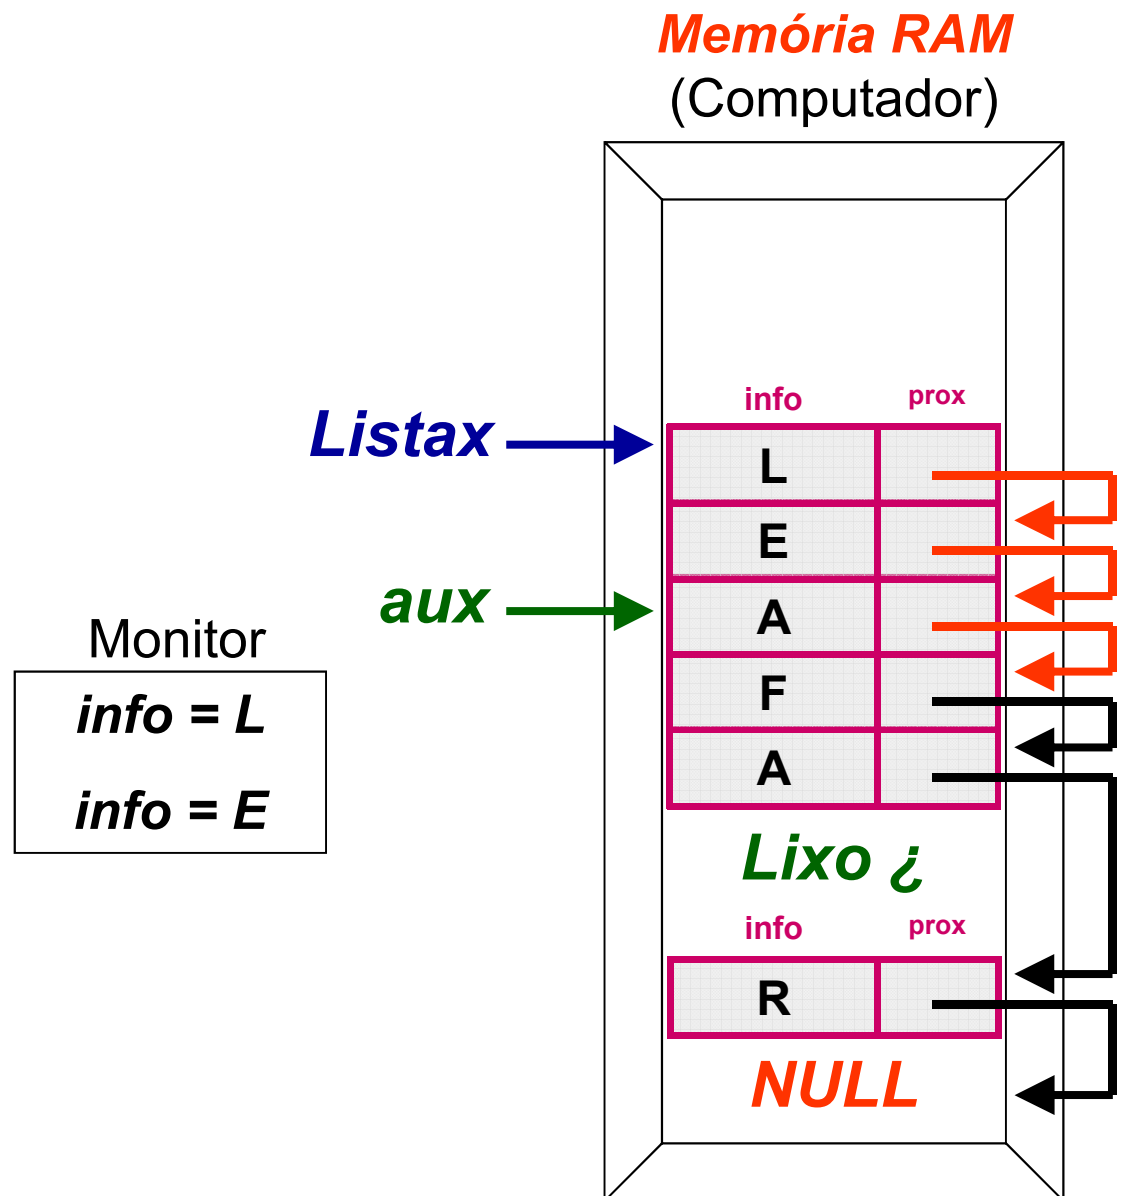 Memória RAM
(Computador)
info prox
Listax
L
E
aux
A
Monitor
F
info = L
A
info = E
Lixo ¿
info prox
R
NULL